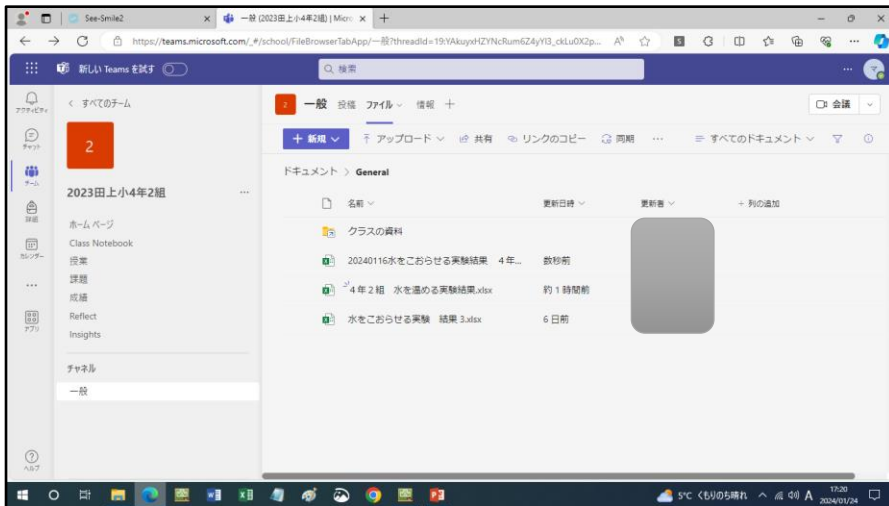 See-Smile2
一般 (2023田上小4年2組) | Micro
https://teams.microsoft.com/_#/school/FileBrowserTabApp/一般?threadId=19:YAkuyxHZYNcRum6Z4yYl3_ckLu0X2p...
新しい Teams を試す
検索
アクティビティ
チャット
チーム
課題
カレンダー
アプリ
ヘルプ
すべてのチーム
2
2023田上小4年2組
ホーム ページ
Class Notebook
授業
課題
成績
Reflect
Insights
チャネル
一般
2 一般 投稿 ファイル 情報 会議
新規 アップロード 共有 リンクのコピー 同期 すべてのドキュメント
ドキュメント > General
名前 更新日時 更新者 + 列の追加
クラスの資料
20240116水をこおらせる実験結果 4年... 数秒前
4年2組 水を温める実験結果.xlsx 約 1 時間前
水をこおらせる実験 結果 3.xlsx 6 日前
5°C くもりのち晴れ A 17:20
2024/01/24